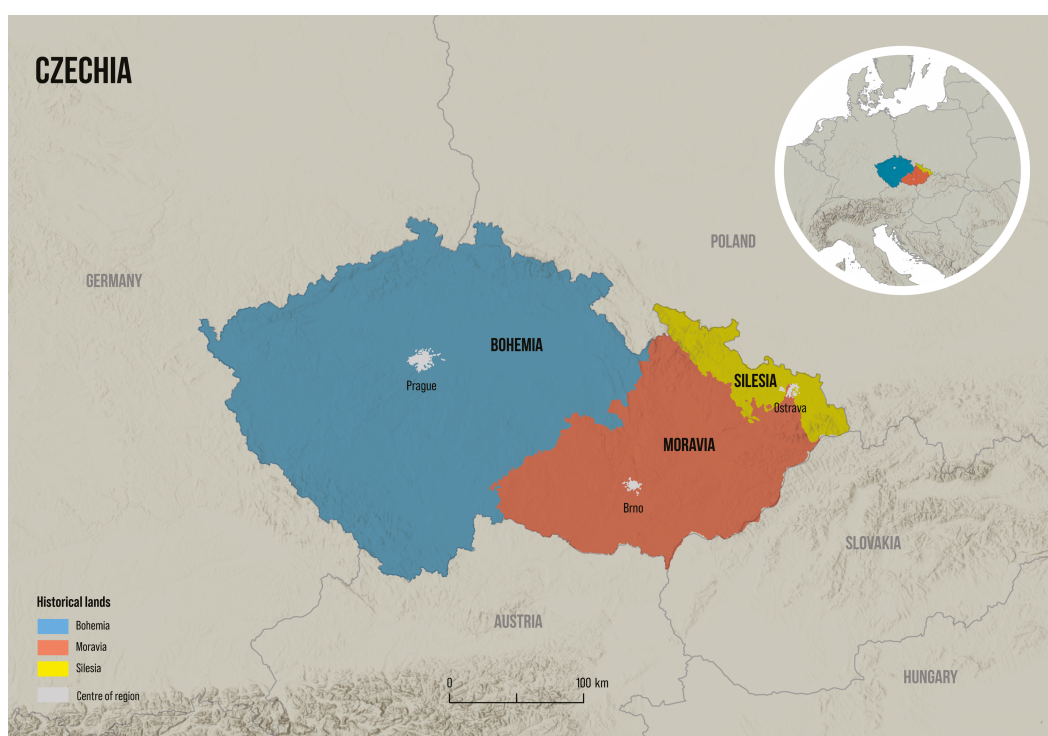 CZECHIA
POLAND
GERMANY
BOHEMIA
Prague
SILESIA
Ostrava
MORAVIA
Brno
SLOVAKIA
Historical lands
Bohemia
Moravia
Silesia
Centre of region
AUSTRIA
HUNGARY
0 100 km